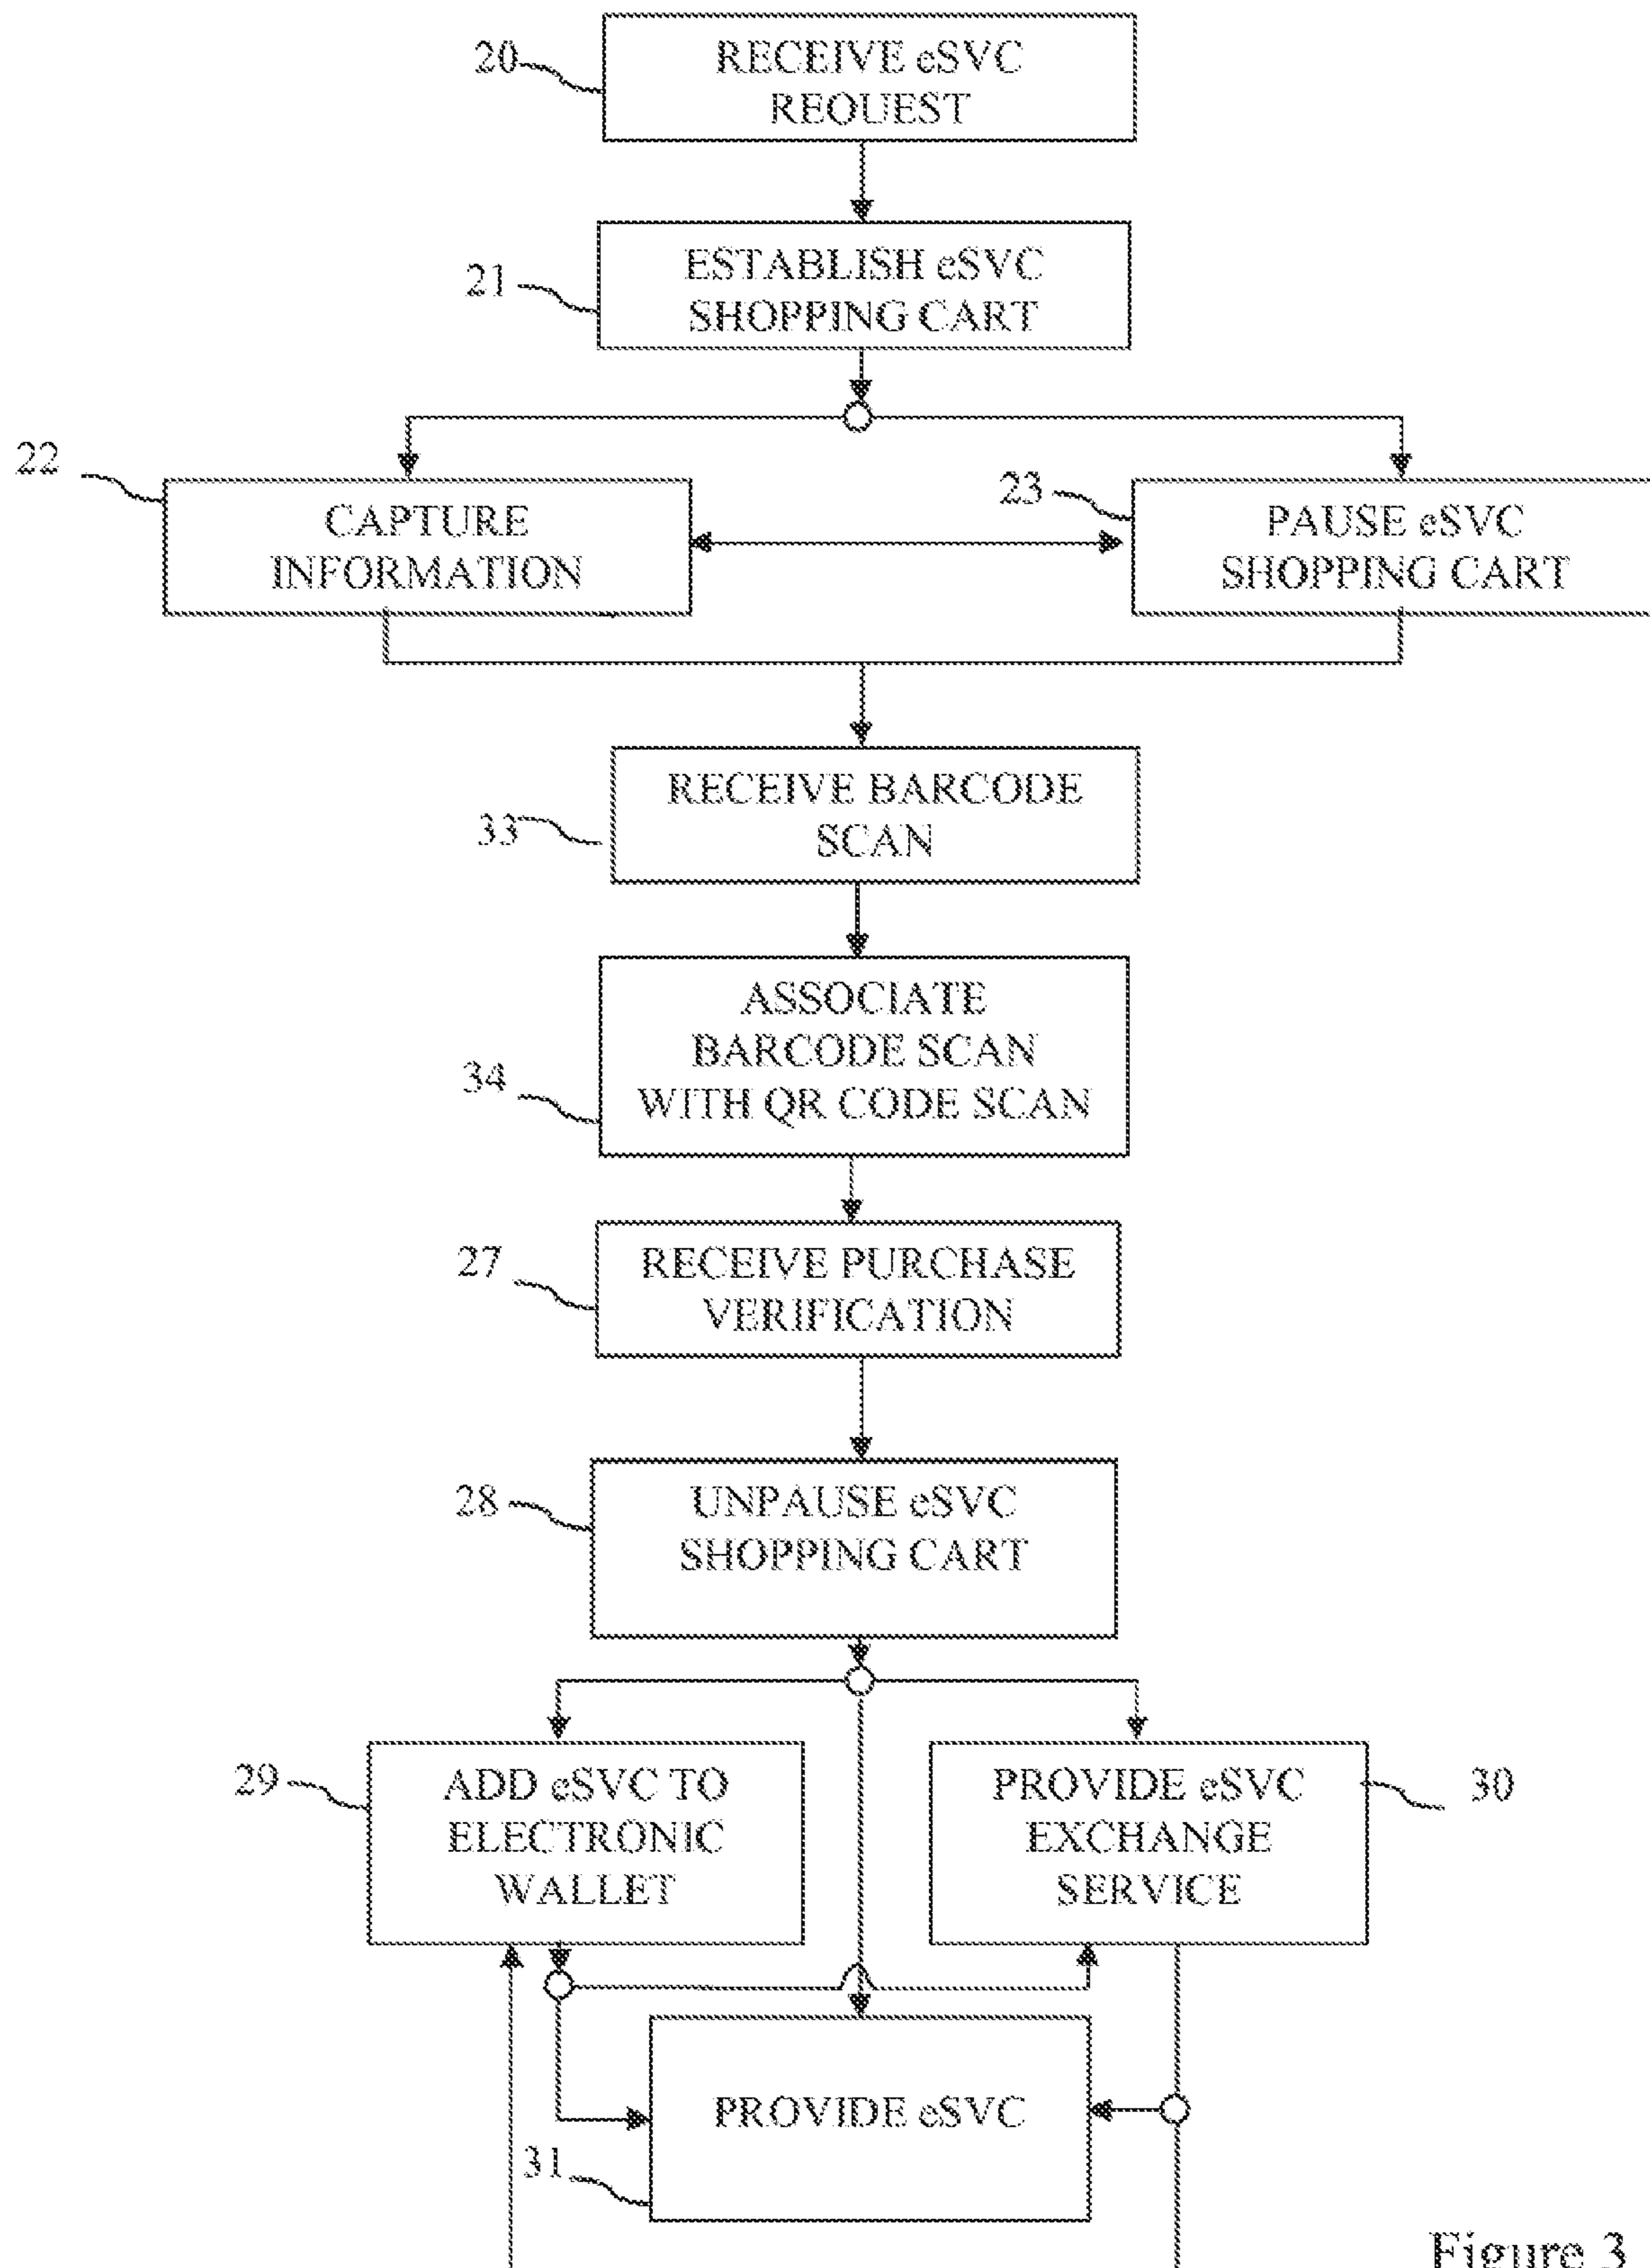 20
RECEIVE eSVC
REQUEST
21
ESTABLISH eSVC
SHOPPING CART
22
CAPTURE
INFORMATION
23
PAUSE eSVC
SHOPPING CART
33
RECEIVE BARCODE
SCAN
34
ASSOCIATE
BARCODE SCAN
WITH QR CODE SCAN
27
RECEIVE PURCHASE
VERIFICATION
28
UNPAUSE eSVC
SHOPPING CART
29
ADD eSVC TO
ELECTRONIC
WALLET
PROVIDE eSVC
EXCHANGE
SERVICE
30
PROVIDE eSVC
31
Figure 3